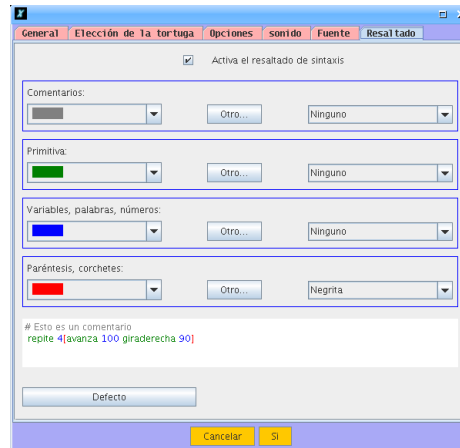 General Elección de la tortuga Opciones sonido Fuente Resaltado
Activa el resaltado de sintaxis
Comentarios:
Otro... Ninguno
Primitiva:
Otro... Ninguno
Variables, palabras, números:
Otro... Ninguno
Paréntesis, corchetes:
Otro... Negrita
# Esto es un comentario
repite 4[avanza 100 giraderecha 90]
Defecto
Cancelar Si